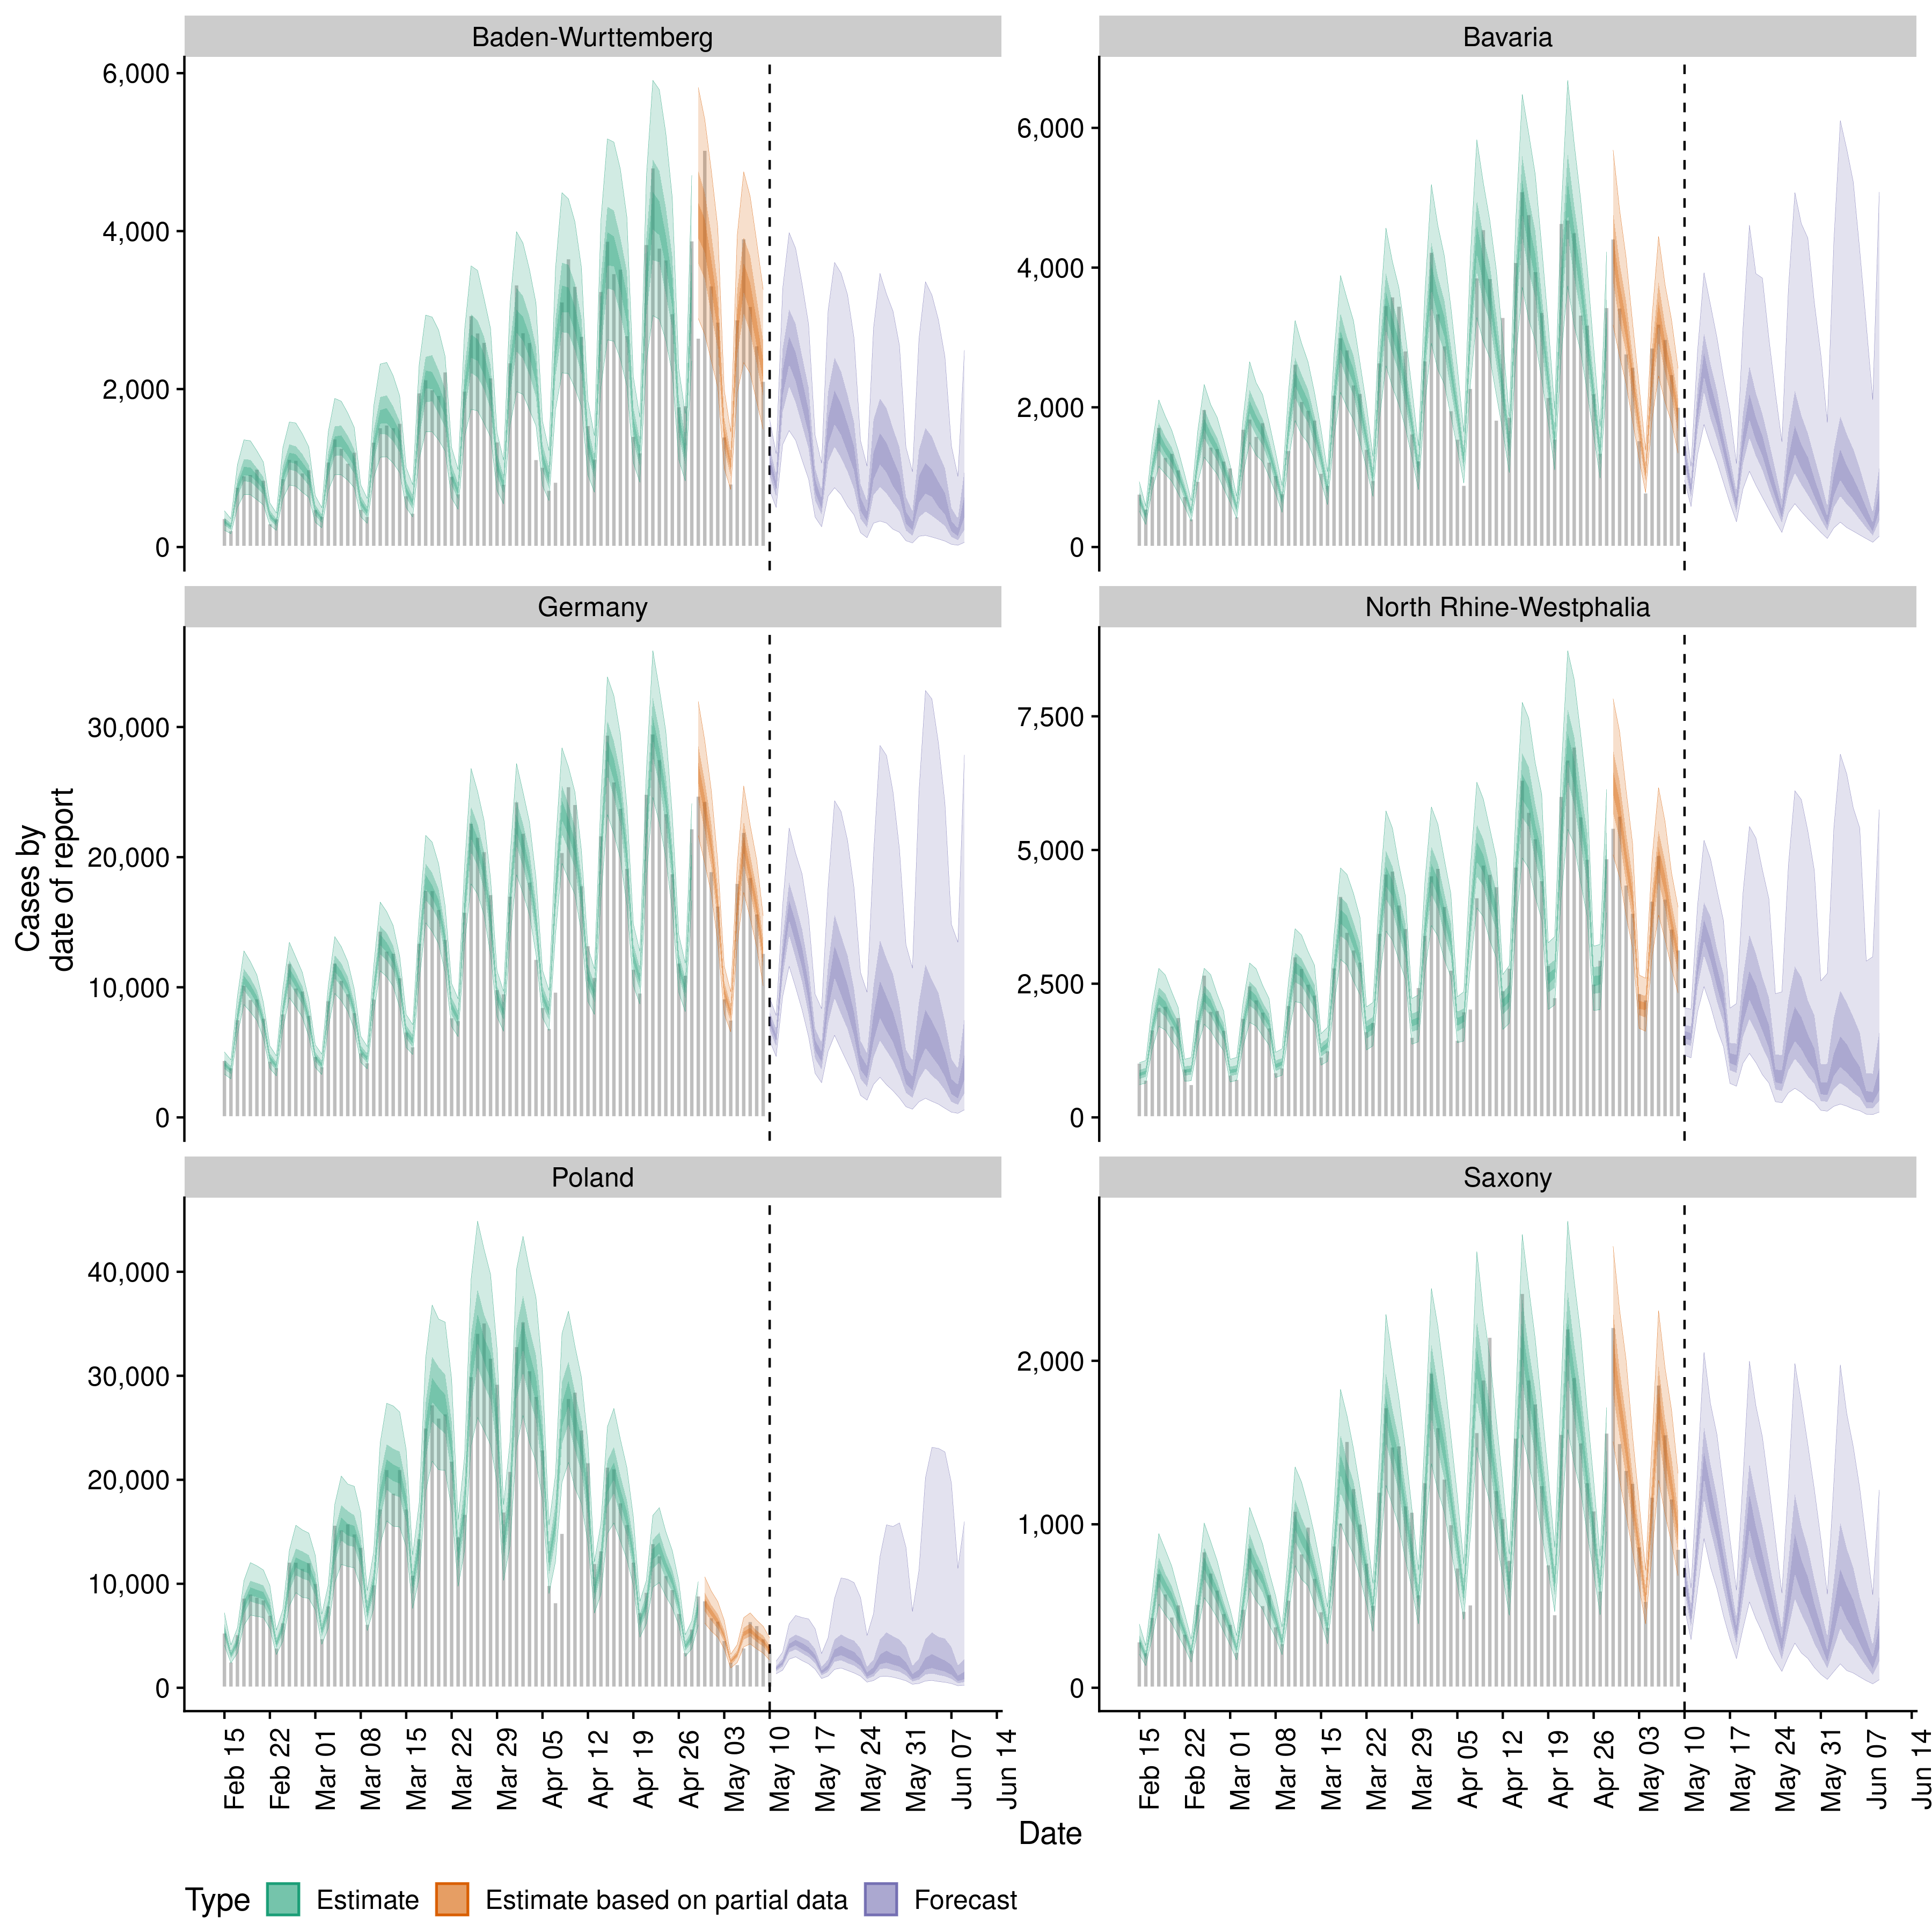 Baden-Wurttemberg
Bavaria
6,000
4,000
2,000
0
6,000
4,000
2,000
0
Germany
North Rhine-Westphalia
30,000
20,000
10,000
0
7,500
5,000
2,500
0
Cases by
date of report
Poland
Saxony
40,000
30,000
20,000
10,000
0
2,000
1,000
0
Feb 15
Feb 22
Mar 01
Mar 08
Mar 15
Mar 22
Mar 29
Apr 05
Apr 12
Apr 19
Apr 26
May 03
May 10
May 17
May 24
May 31
Jun 07
Jun 14
Feb 15
Feb 22
Mar 01
Mar 08
Mar 15
Mar 22
Mar 29
Apr 05
Apr 12
Apr 19
Apr 26
May 03
May 10
May 17
May 24
May 31
Jun 07
Jun 14
Date
Type Estimate Estimate based on partial data Forecast